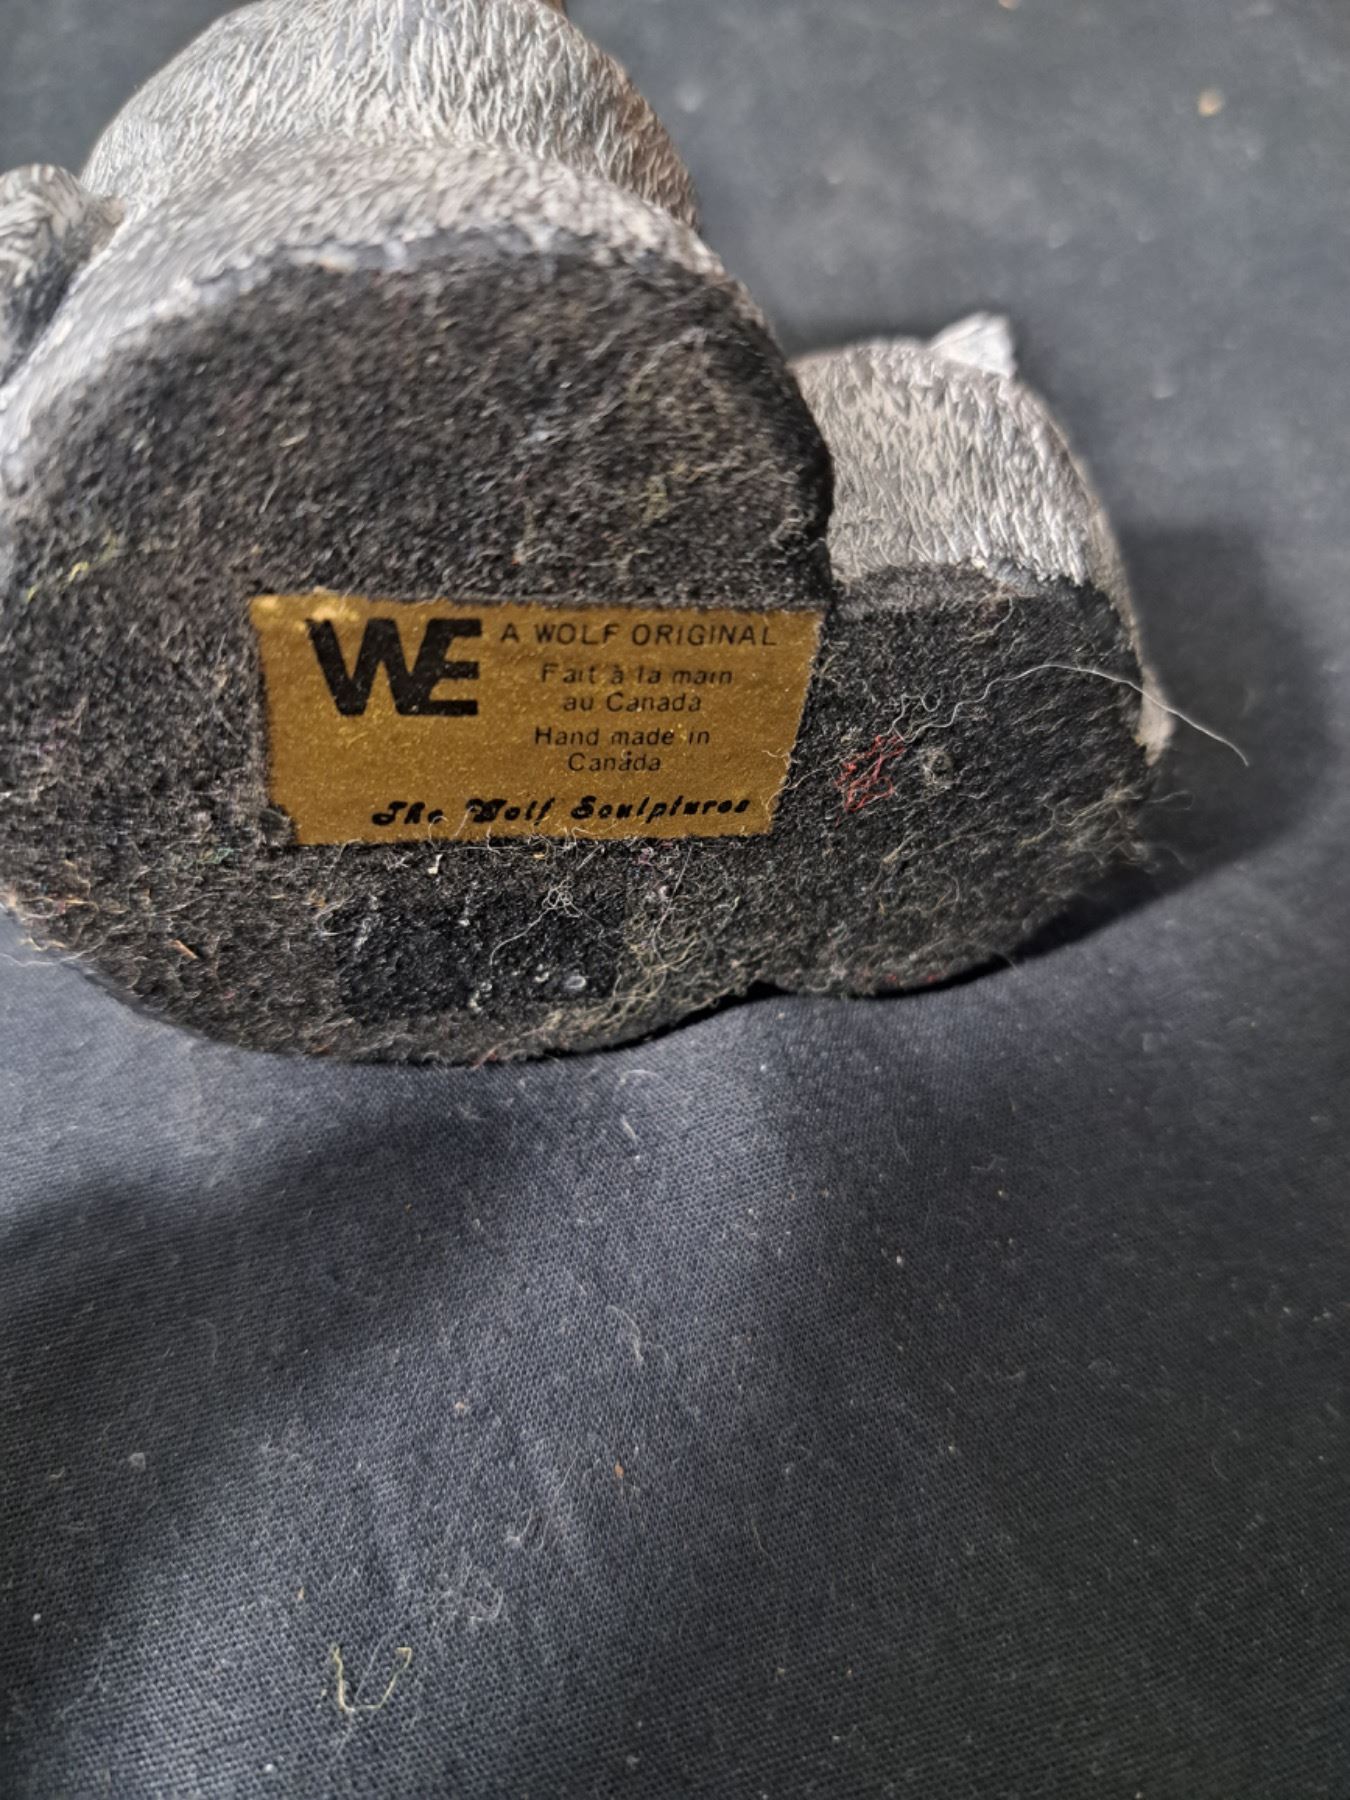 WE
A WOLF ORIGINAL
Fait à la main
au Canada
Hand made in
Canada
The Wolf Sculptures